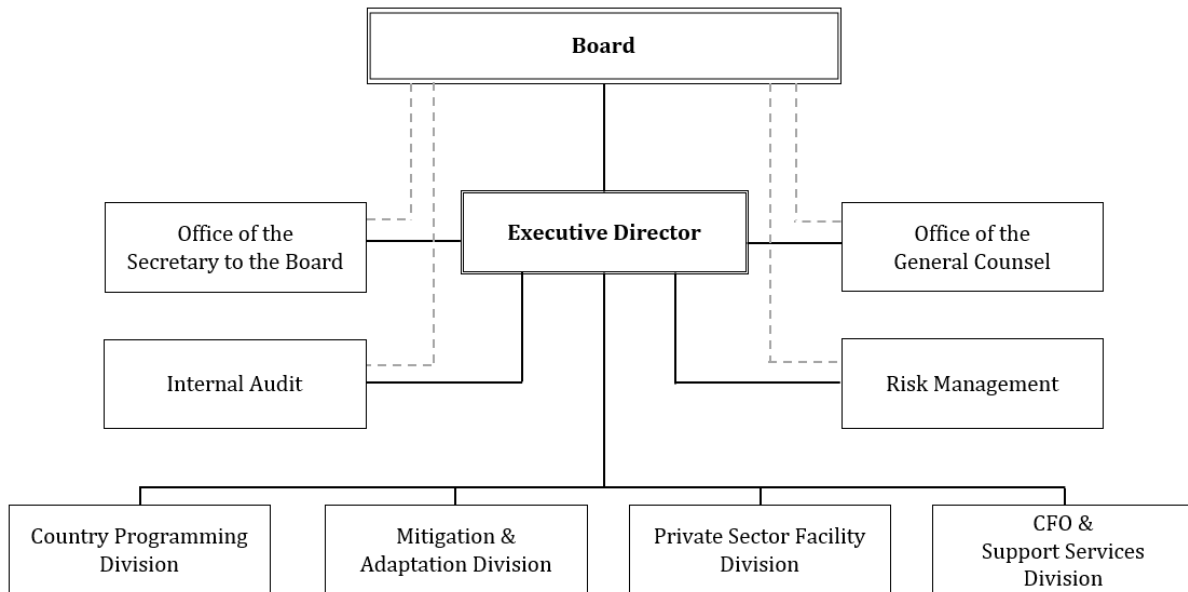 Board
Executive Director
Office of the
Secretary to the Board
Office of the
General Counsel
Internal Audit
Risk Management
Country Programming
Division
Mitigation &
Adaptation Division
Private Sector Facility
Division
CFO &
Support Services
Division